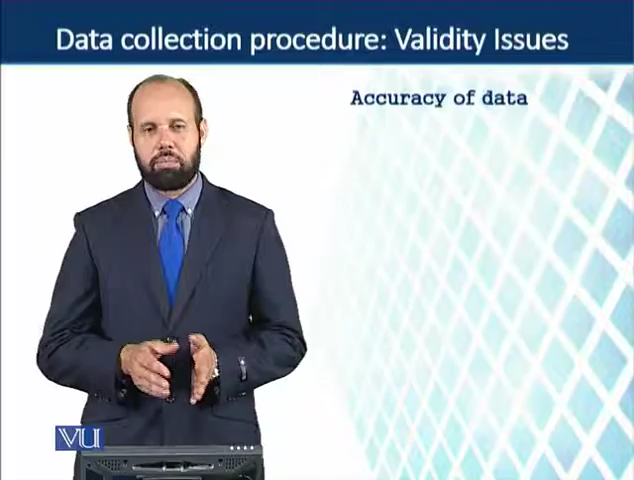 Data collection procedure: Validity Issues
Accuracy of data
VU